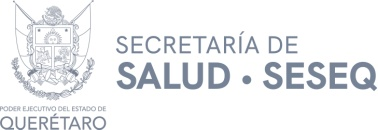 PODER EJECUTIVO DEL ESTADO DE
QUERÉTARO
SECRETARÍA DE
SALUD • SESEQ